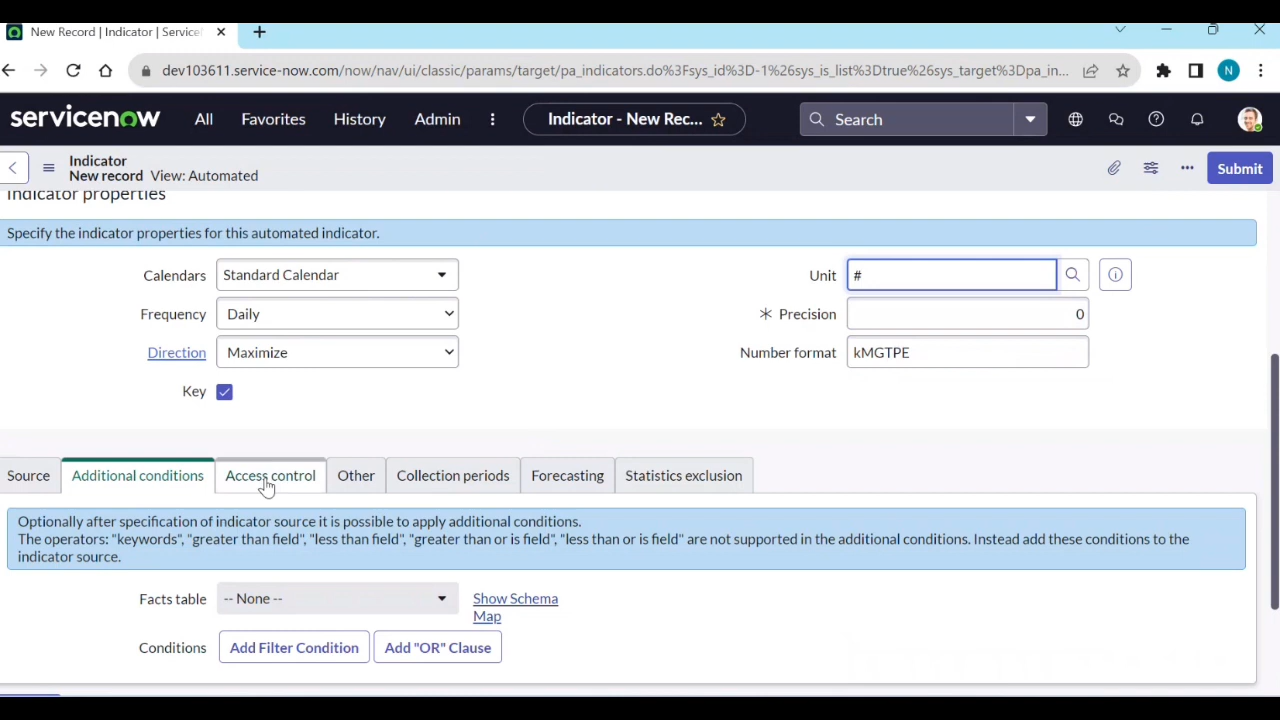 New Record | Indicator | Service
dev103611.service-now.com/now/nav/ui/classic/params/target/pa_indicators.do%3Fsys_id%3D-1%26sys_is_list%3Dtrue%26sys_target%3Dpa_in...
N
servicenow
All
Favorites
History
Admin
Indicator - New Rec...
Search
Indicator
New record View: Automated
Submit
Indicator properties
Specify the indicator properties for this automated indicator.
Calendars
Standard Calendar
Unit
#
Frequency
Daily
Precision
0
Direction
Maximize
Number format
kMGTPE
Key
Source
Additional conditions
Access control
Other
Collection periods
Forecasting
Statistics exclusion
Optionally after specification of indicator source it is possible to apply additional conditions.
The operators: "keywords", "greater than field", "less than field", "greater than or is field", "less than or is field" are not supported in the additional conditions. Instead add these conditions to the
indicator source.
Facts table
-- None --
Show Schema
Map
Conditions
Add Filter Condition
Add "OR" Clause